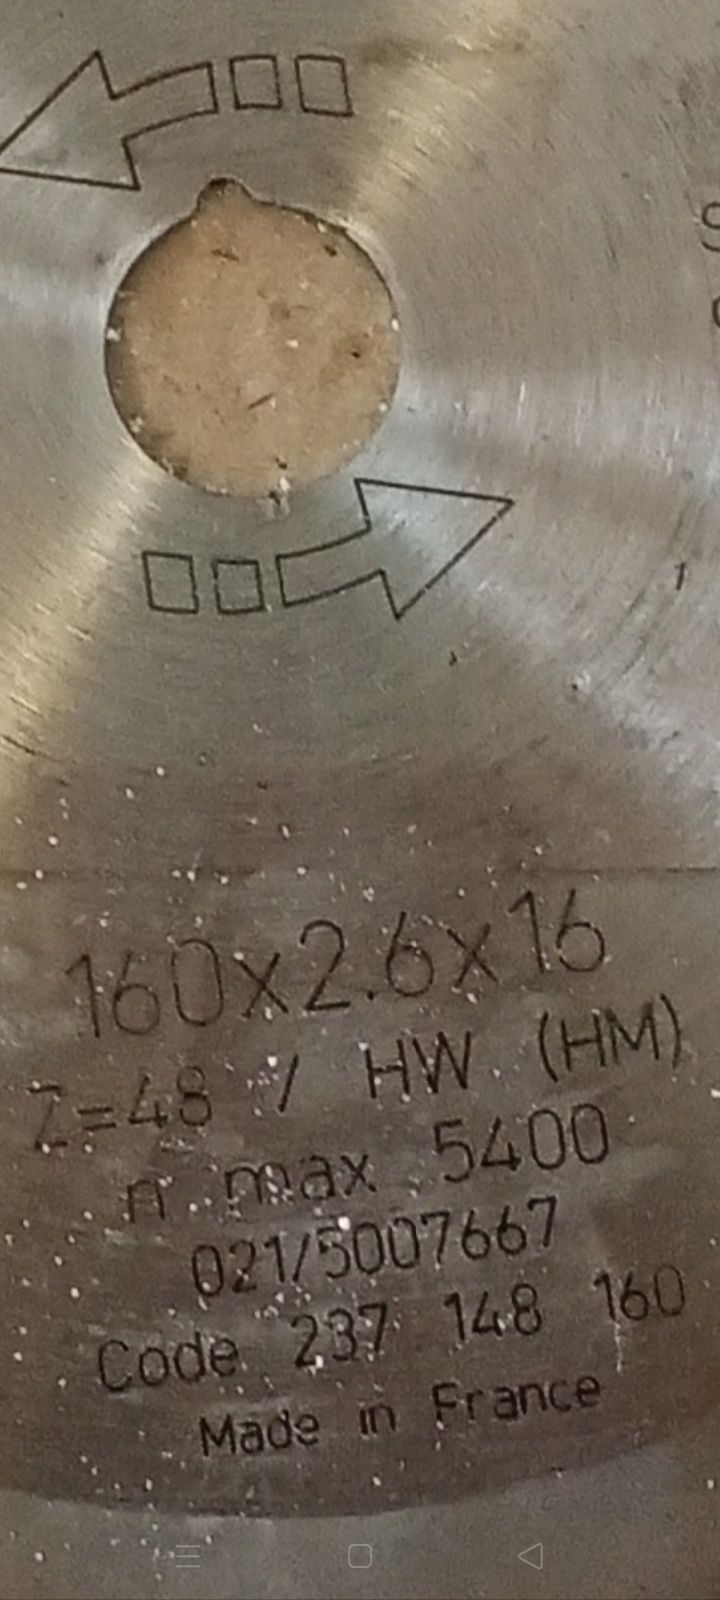 160x2.6x16
Z=48 / HW (HM)
n max 5400
021/5007667
Code 237 148 160
Made in France